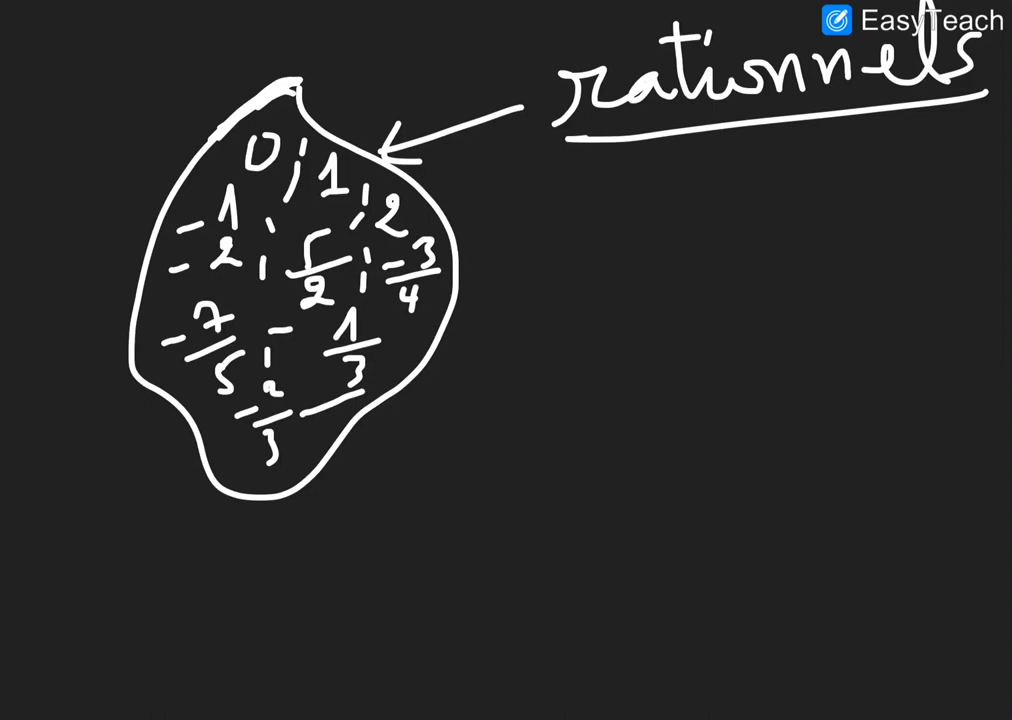 EasyTeach
rationnels
0 ; 1
-1 ; ; 2
-2 ; 5/2 ; -3/4
-7/5 ; - 1/3
-2/3